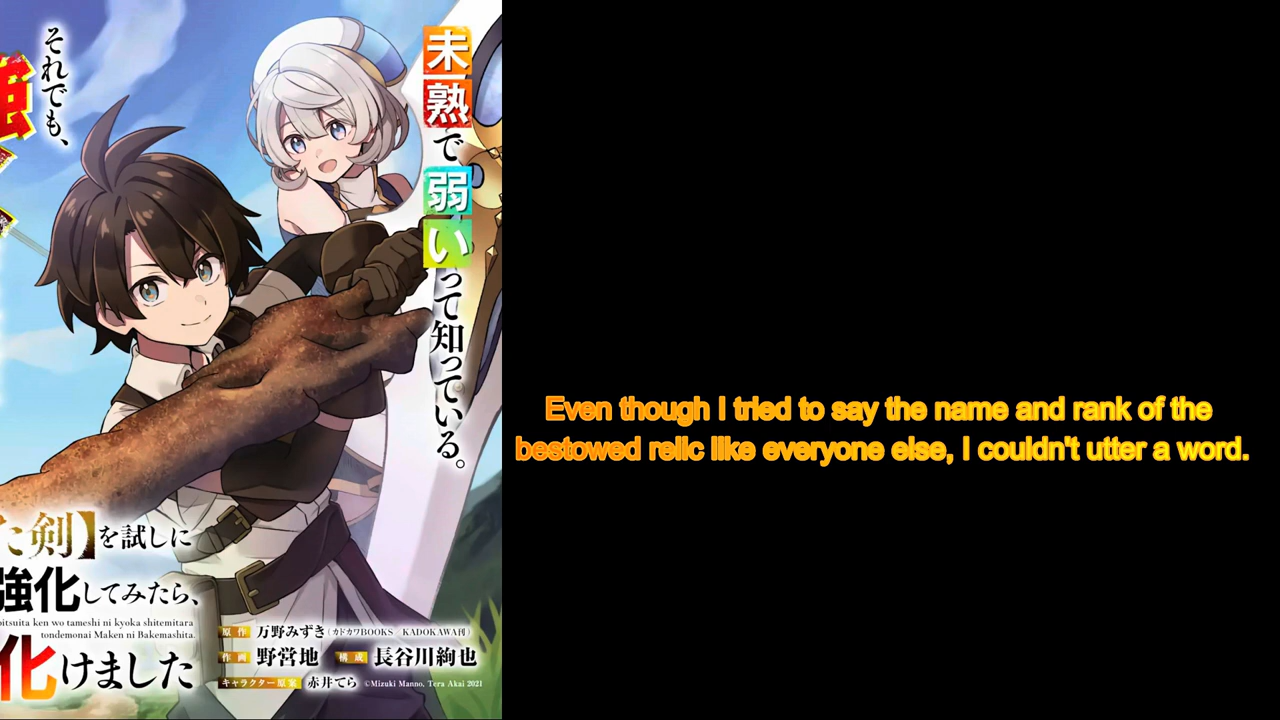 未熟で弱いって知っている。
それでも、
た剣】を試しに
強化してみたら、
bitsuita ken wo tameshi ni kyoka shitemitara
tondemonai Maken ni Bakemashita.
化けました
原作 万野みずき(カドカワBOOKS KADOKAWA刊)
作画 野営地 構成 長谷川絢也
キャラクター原案 赤井てら ©Mizuki Manno, Tera Akai 2021
Even though I tried to say the name and rank of the
bestowed relic like everyone else, I couldn't utter a word.